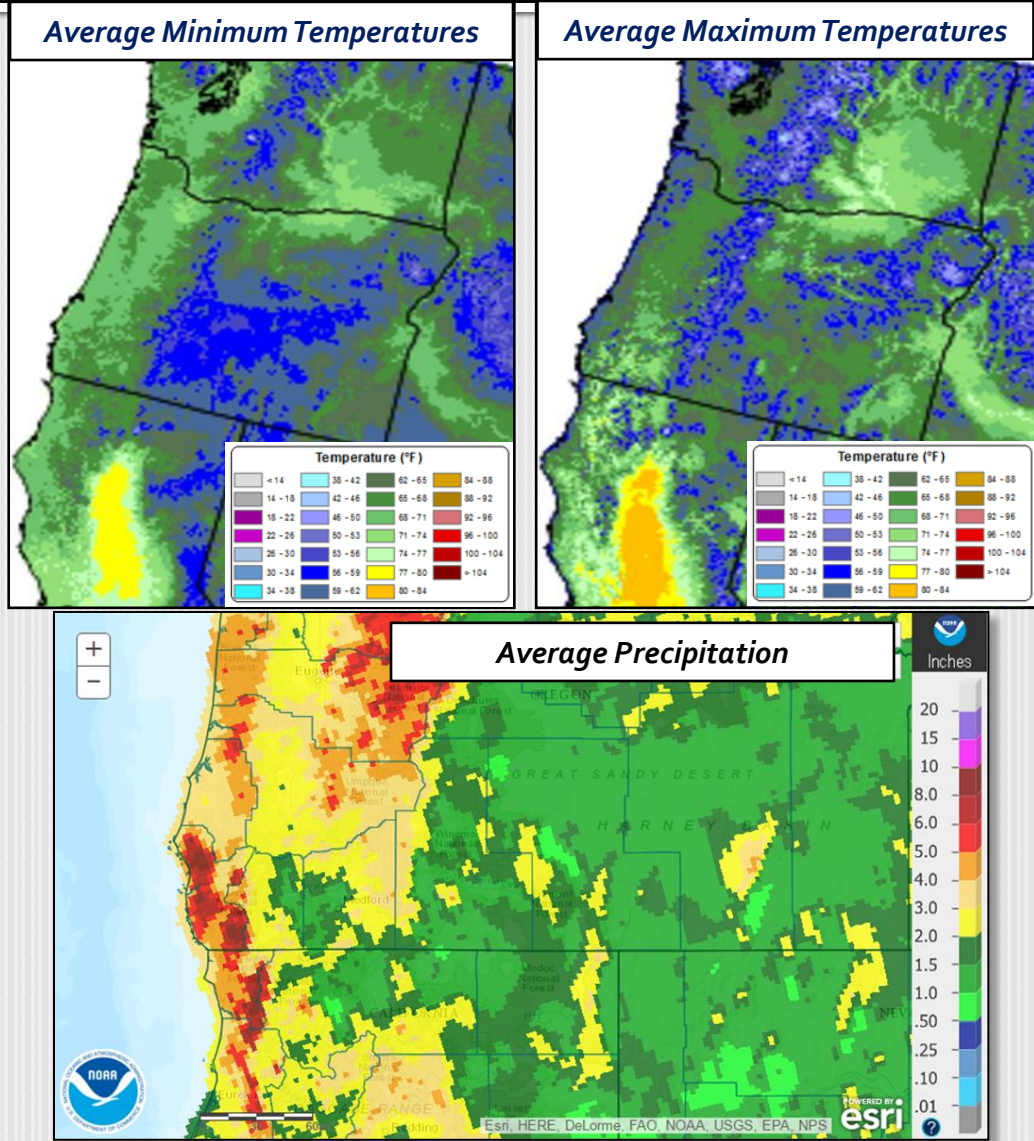 Average Minimum Temperatures
Average Maximum Temperatures
Temperature (°F)
< 14
14 - 18
18 - 22
22 - 26
26 - 30
30 - 34
34 - 38
38 - 42
42 - 46
46 - 50
50 - 53
53 - 56
56 - 59
59 - 62
62 - 65
65 - 68
68 - 71
71 - 74
74 - 77
77 - 80
80 - 84
84 - 88
88 - 92
92 - 96
96 - 100
100 - 104
> 104
Temperature (°F)
< 14
14 - 18
18 - 22
22 - 26
26 - 30
30 - 34
34 - 38
38 - 42
42 - 46
46 - 50
50 - 53
53 - 56
56 - 59
59 - 62
62 - 65
65 - 68
68 - 71
71 - 74
74 - 77
77 - 80
80 - 84
84 - 88
88 - 92
92 - 96
96 - 100
100 - 104
> 104
+
−
Average Precipitation
Inches
20
15
10
8.0
6.0
5.0
4.0
3.0
2.0
1.5
1.0
.50
.25
.10
.01
?
OREGON
GREAT SANDY DESERT
HARNEY BASIN
Umpqua
National
Forest
Medford
Modoc
National
Forest
CALIFORNIA
NEV
Eureka
RANGE
Redding
60
NOAA
Esri, HERE, DeLorme, FAO, NOAA, USGS, EPA, NPS
POWERED BY
esri